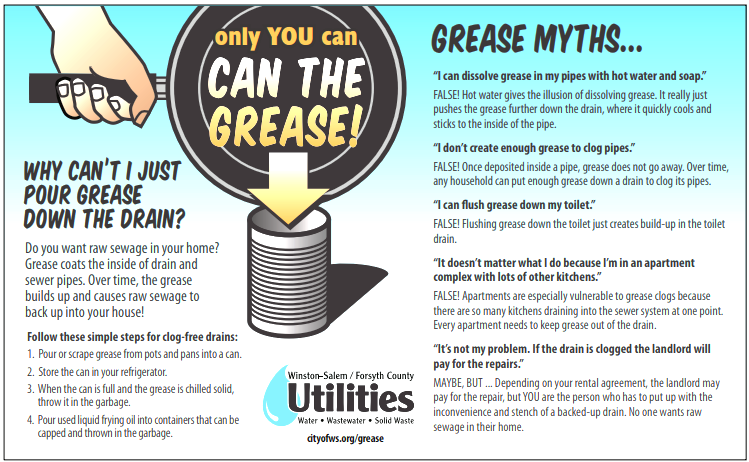 only YOU can
CAN THE
GREASE!
WHY CAN'T I JUST
POUR GREASE
DOWN THE DRAIN?
Do you want raw sewage in your home?
Grease coats the inside of drain and
sewer pipes. Over time, the grease
builds up and causes raw sewage to
back up into your house!
Follow these simple steps for clog-free drains:
1. Pour or scrape grease from pots and pans into a can.
2. Store the can in your refrigerator.
3. When the can is full and the grease is chilled solid,
throw it in the garbage.
4. Pour used liquid frying oil into containers that can be
capped and thrown in the garbage.
Winston–Salem / Forsyth County
Utilities
Water • Wastewater • Solid Waste
cityofws.org/grease
GREASE MYTHS...
“I can dissolve grease in my pipes with hot water and soap.”
FALSE! Hot water gives the illusion of dissolving grease. It really just
pushes the grease further down the drain, where it quickly cools and
sticks to the inside of the pipe.
“I don’t create enough grease to clog pipes.”
FALSE! Once deposited inside a pipe, grease does not go away. Over time,
any household can put enough grease down a drain to clog its pipes.
“I can flush grease down my toilet.”
FALSE! Flushing grease down the toilet just creates build-up in the toilet
drain.
“It doesn’t matter what I do because I’m in an apartment
complex with lots of other kitchens.”
FALSE! Apartments are especially vulnerable to grease clogs because
there are so many kitchens draining into the sewer system at one point.
Every apartment needs to keep grease out of the drain.
“It’s not my problem. If the drain is clogged the landlord will
pay for the repairs.”
MAYBE, BUT ... Depending on your rental agreement, the landlord may
pay for the repair, but YOU are the person who has to put up with the
inconvenience and stench of a backed-up drain. No one wants raw
sewage in their home.